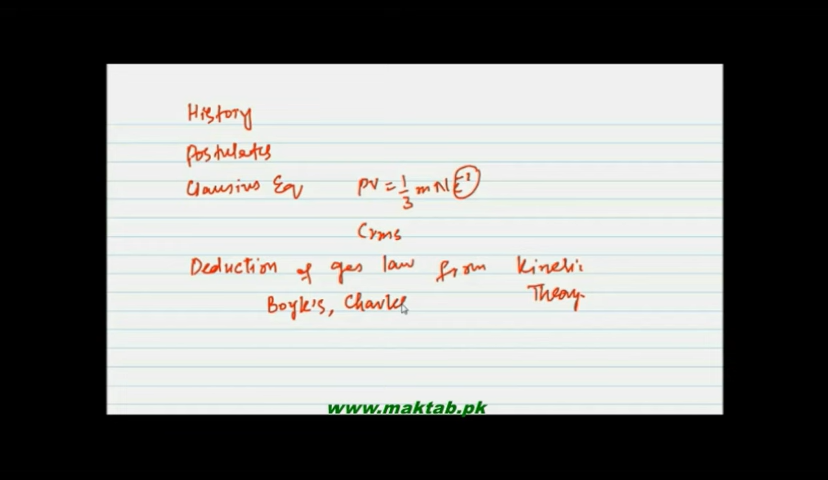 History
Postulates
Clausius Eq PV = 1/3 mN c̄²
Crms
Deduction of gas law from Kinetic
Theory.
Boyle's, Charles
www.maktab.pk